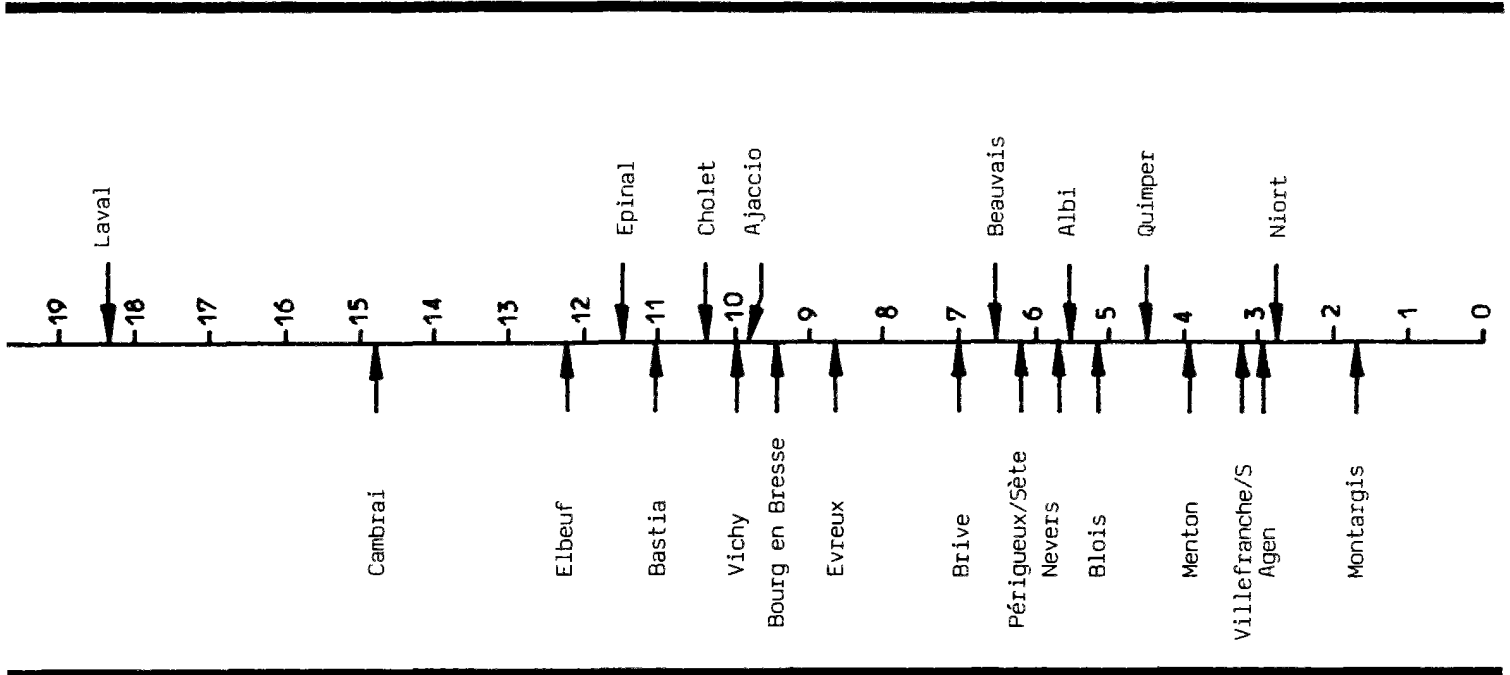 19
Laval
18
17
16
15
Cambrai
14
13
Elbeuf
12
Epinal
Bastia 11
Cholet
Vichy 10
Ajaccio
Bourg en Bresse
9
Evreux
8
Brive 7
Beauvais
Périgueux/Sète
6
Nevers
Albi
Blois
5
Quimper
4
Menton
Villefranche/S
3
Agen
Niort
2
Montargis
1
0